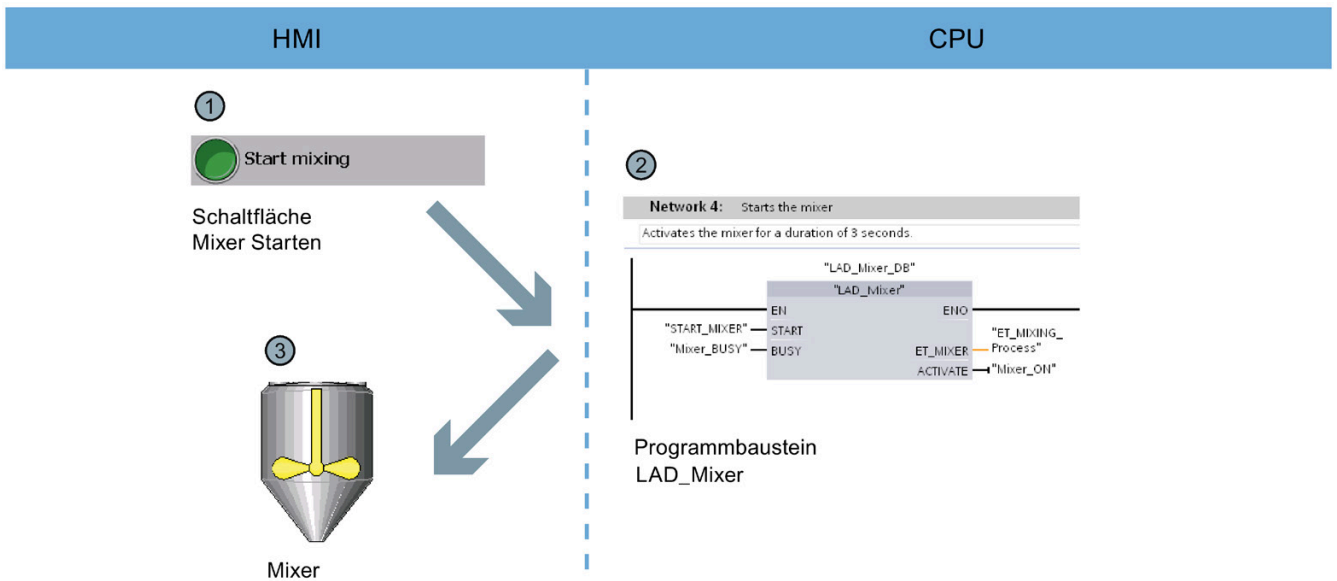 HMI
CPU
1
Start mixing
Schaltfläche
Mixer Starten
2
Network 4: Starts the mixer
Activates the mixer for a duration of 3 seconds.
"LAD_Mixer_DB"
"LAD_Mixer"
EN ENO
"START_MIXER" START
"Mixer_BUSY" BUSY
ET_MIXER "ET_MIXING_
Process"
ACTIVATE "Mixer_ON"
Programmbaustein
LAD_Mixer
3
Mixer